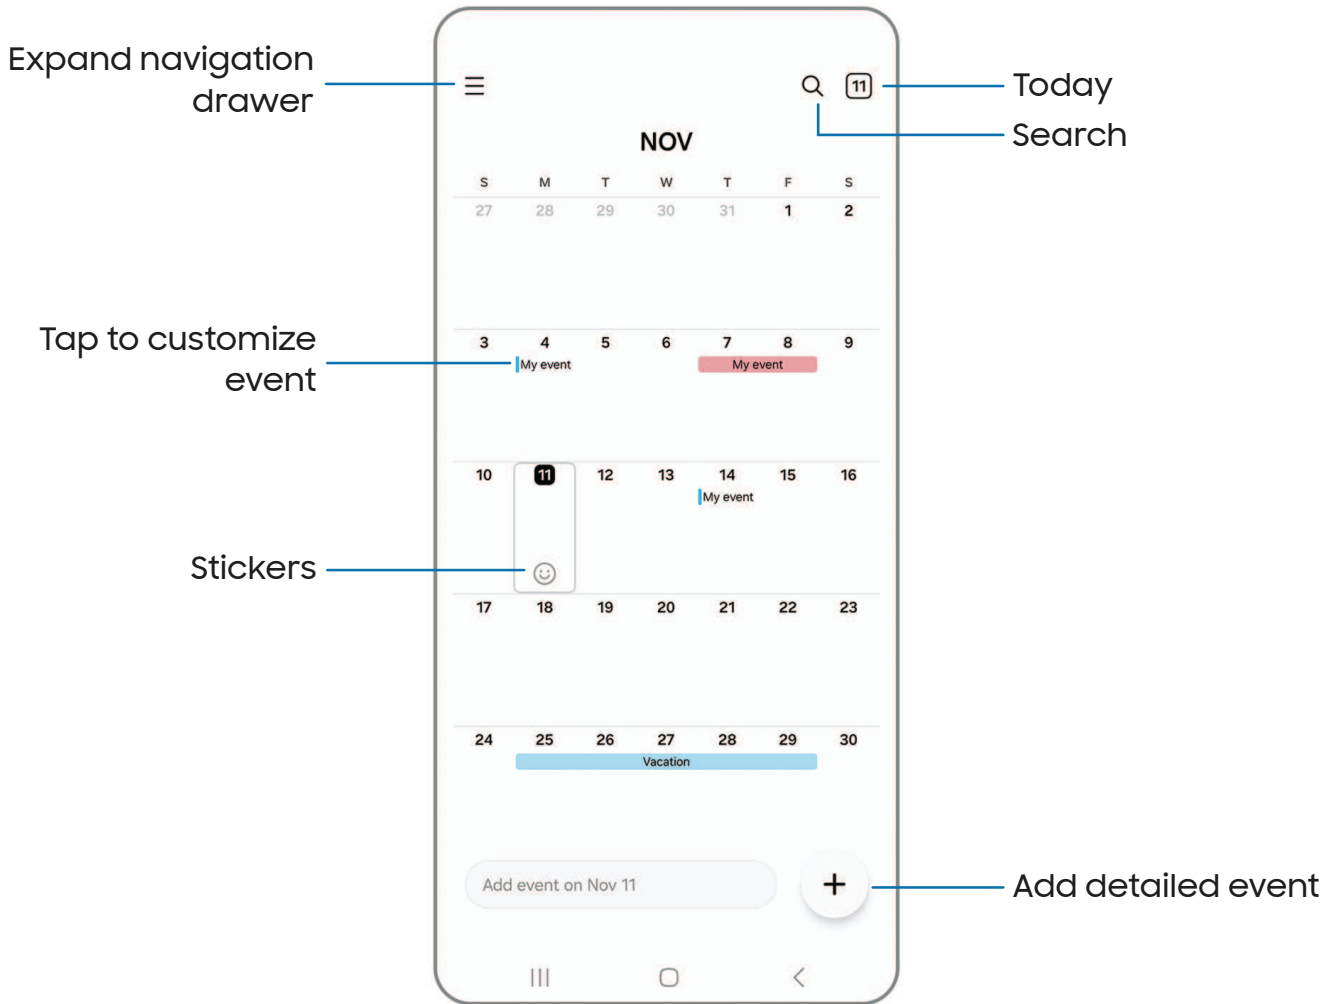 Expand navigation
drawer
11
Today
Search
NOV
S M T W T F S
27 28 29 30 31 1 2
Tap to customize
event
3 4 5 6 7 8 9
My event My event
10 11 12 13 14 15 16
My event
Stickers
17 18 19 20 21 22 23
24 25 26 27 28 29 30
Vacation
Add event on Nov 11
Add detailed event